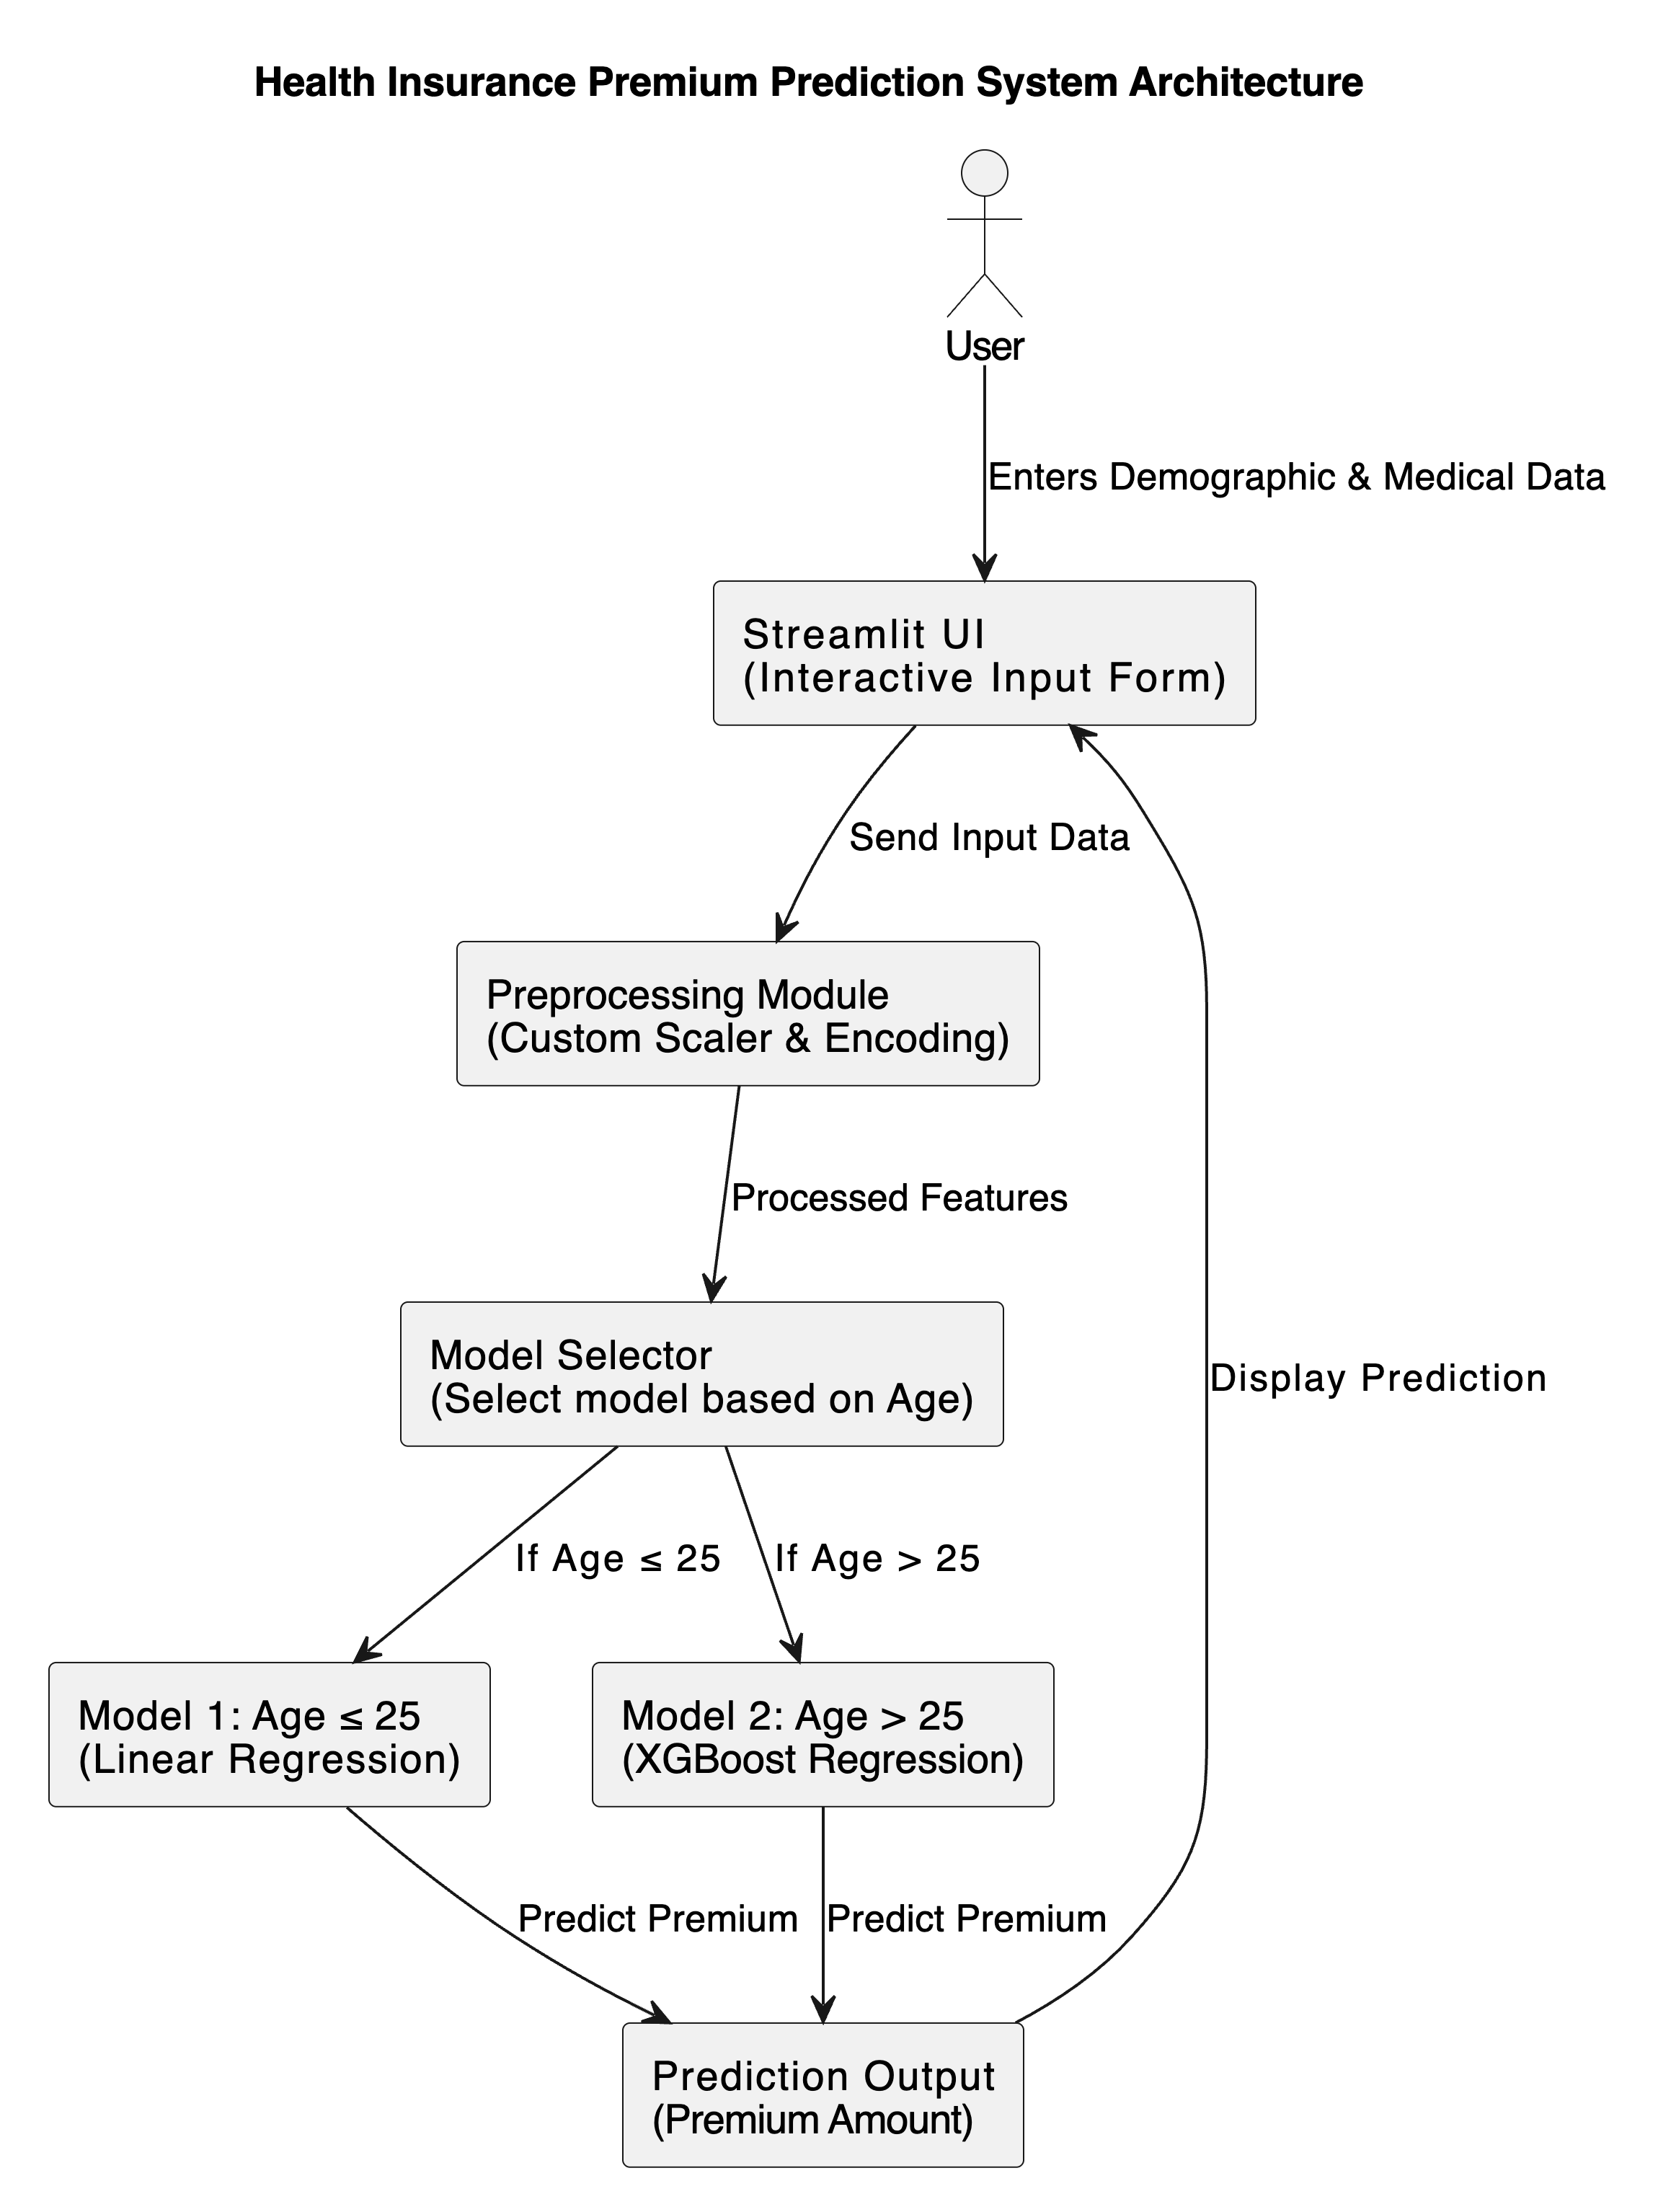 Health Insurance Premium Prediction System Architecture
User
Enters Demographic & Medical Data
Streamlit UI
(Interactive Input Form)
Send Input Data
Preprocessing Module
(Custom Scaler & Encoding)
Processed Features
Model Selector
(Select model based on Age)
Display Prediction
If Age ≤ 25
If Age > 25
Model 1: Age ≤ 25
(Linear Regression)
Model 2: Age > 25
(XGBoost Regression)
Predict Premium
Predict Premium
Prediction Output
(Premium Amount)